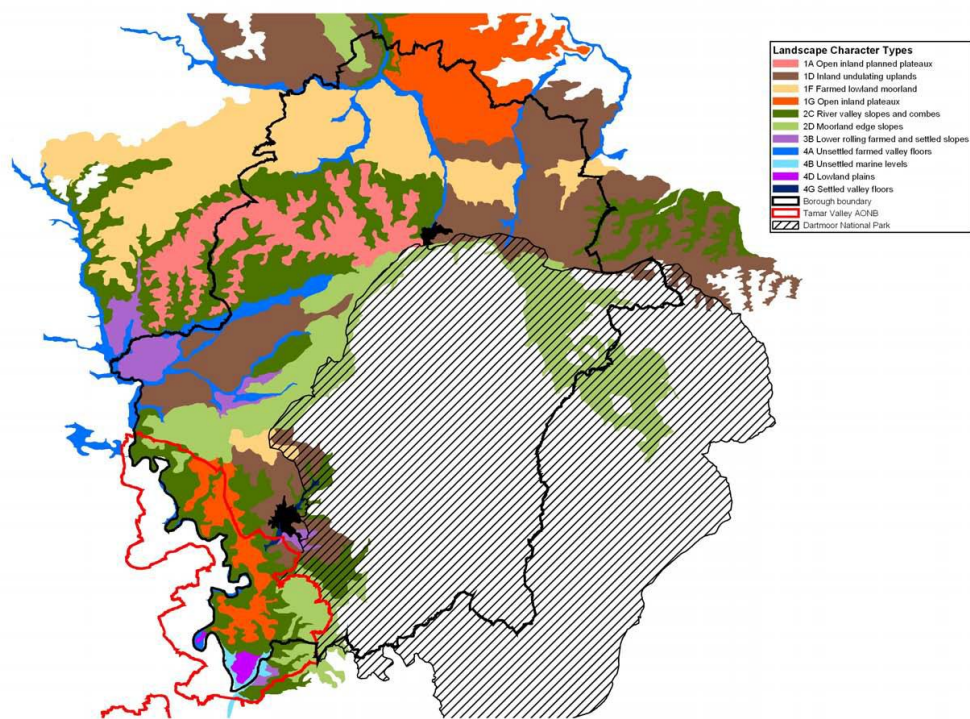 Landscape Character Types
1A Open inland planned plateaux
1D Inland undulating uplands
1F Farmed lowland moorland
1G Open inland plateaux
2C River valley slopes and combes
2D Moorland edge slopes
3B Lower rolling farmed and settled slopes
4A Unsettled farmed valley floors
4B Unsettled marine levels
4D Lowland plains
4G Settled valley floors
Borough boundary
Tamar Valley AONB
Dartmoor National Park